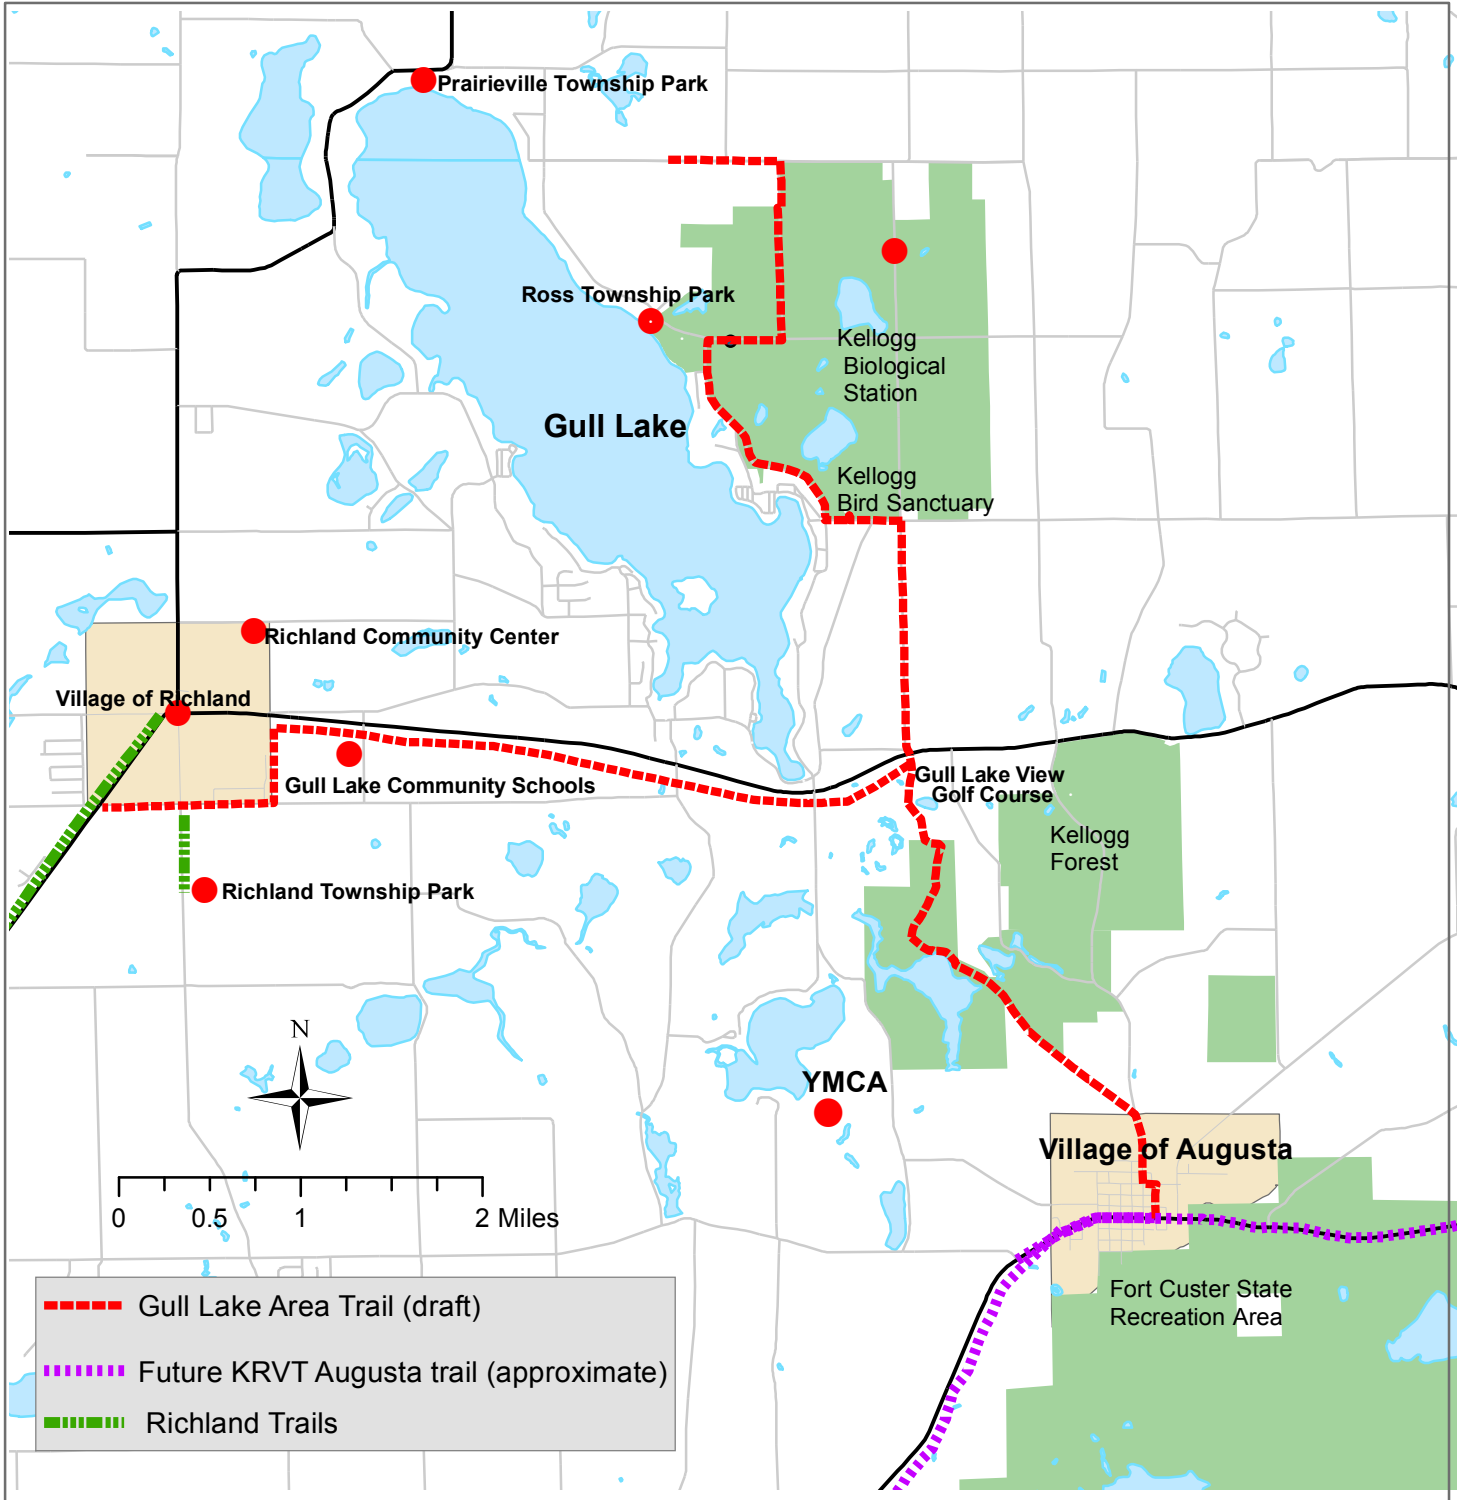 Prairieville Township Park
Ross Township Park
Kellogg
Biological
Station
Gull Lake
Kellogg
Bird Sanctuary
Richland Community Center
Village of Richland
Gull Lake Community Schools
Gull Lake View
Golf Course
Kellogg
Forest
Richland Township Park
N
YMCA
Village of Augusta
0 0.5 1 2 Miles
Fort Custer State
Recreation Area
Gull Lake Area Trail (draft)
Future KRVT Augusta trail (approximate)
Richland Trails